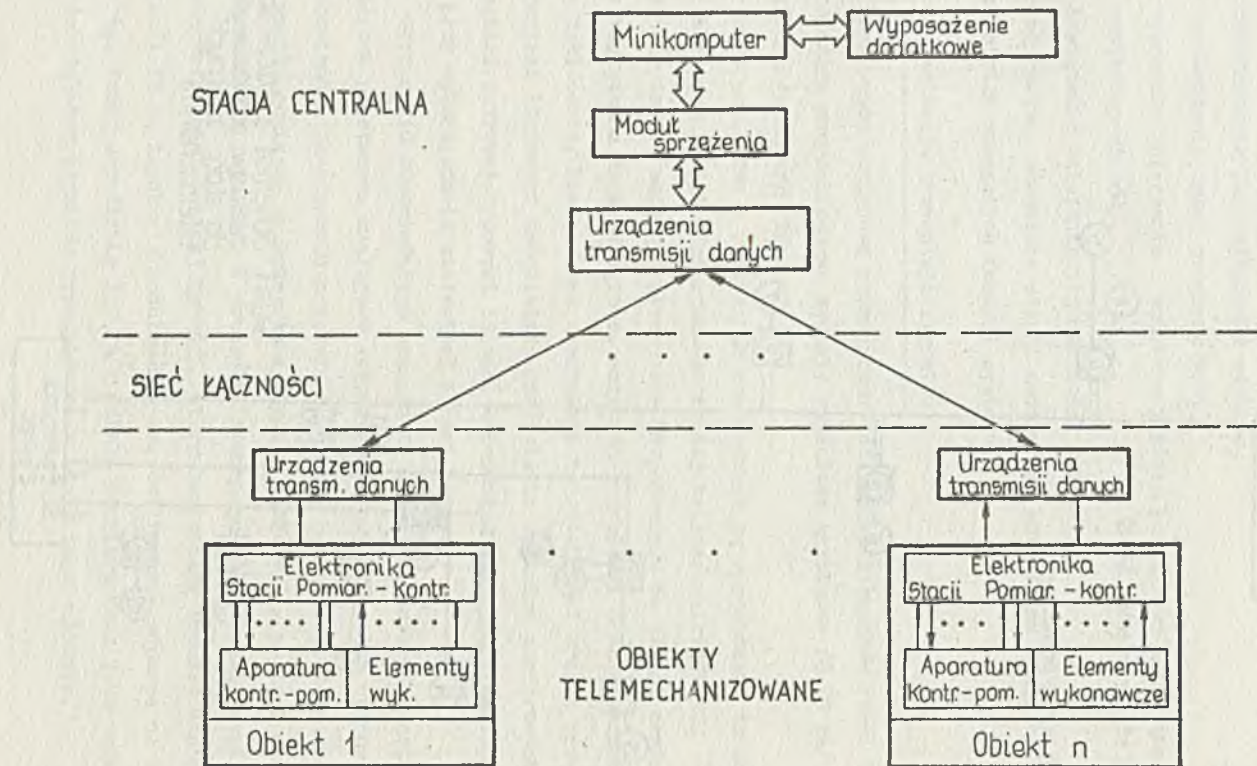 Minikomputer
Wyposażenie
dodatkowe
STACJA CENTRALNA
Moduł
sprzężenia
Urządzenia
transmisji danych
SIEĆ ŁĄCZNOŚCI
Urządzenia
transm. danych
Urządzenia
transmisji danych
Elektronika
Stacji Pomiar. - Kontr.
Aparatura
kontr.-pom.
Elementy
wyk.
Obiekt 1
OBIEKTY
TELEMECHANIZOWANE
Elektronika
Stacji Pomiar. - kontr.
Aparatura
Kontr-pom.
Elementy
wykonawcze
Obiekt n